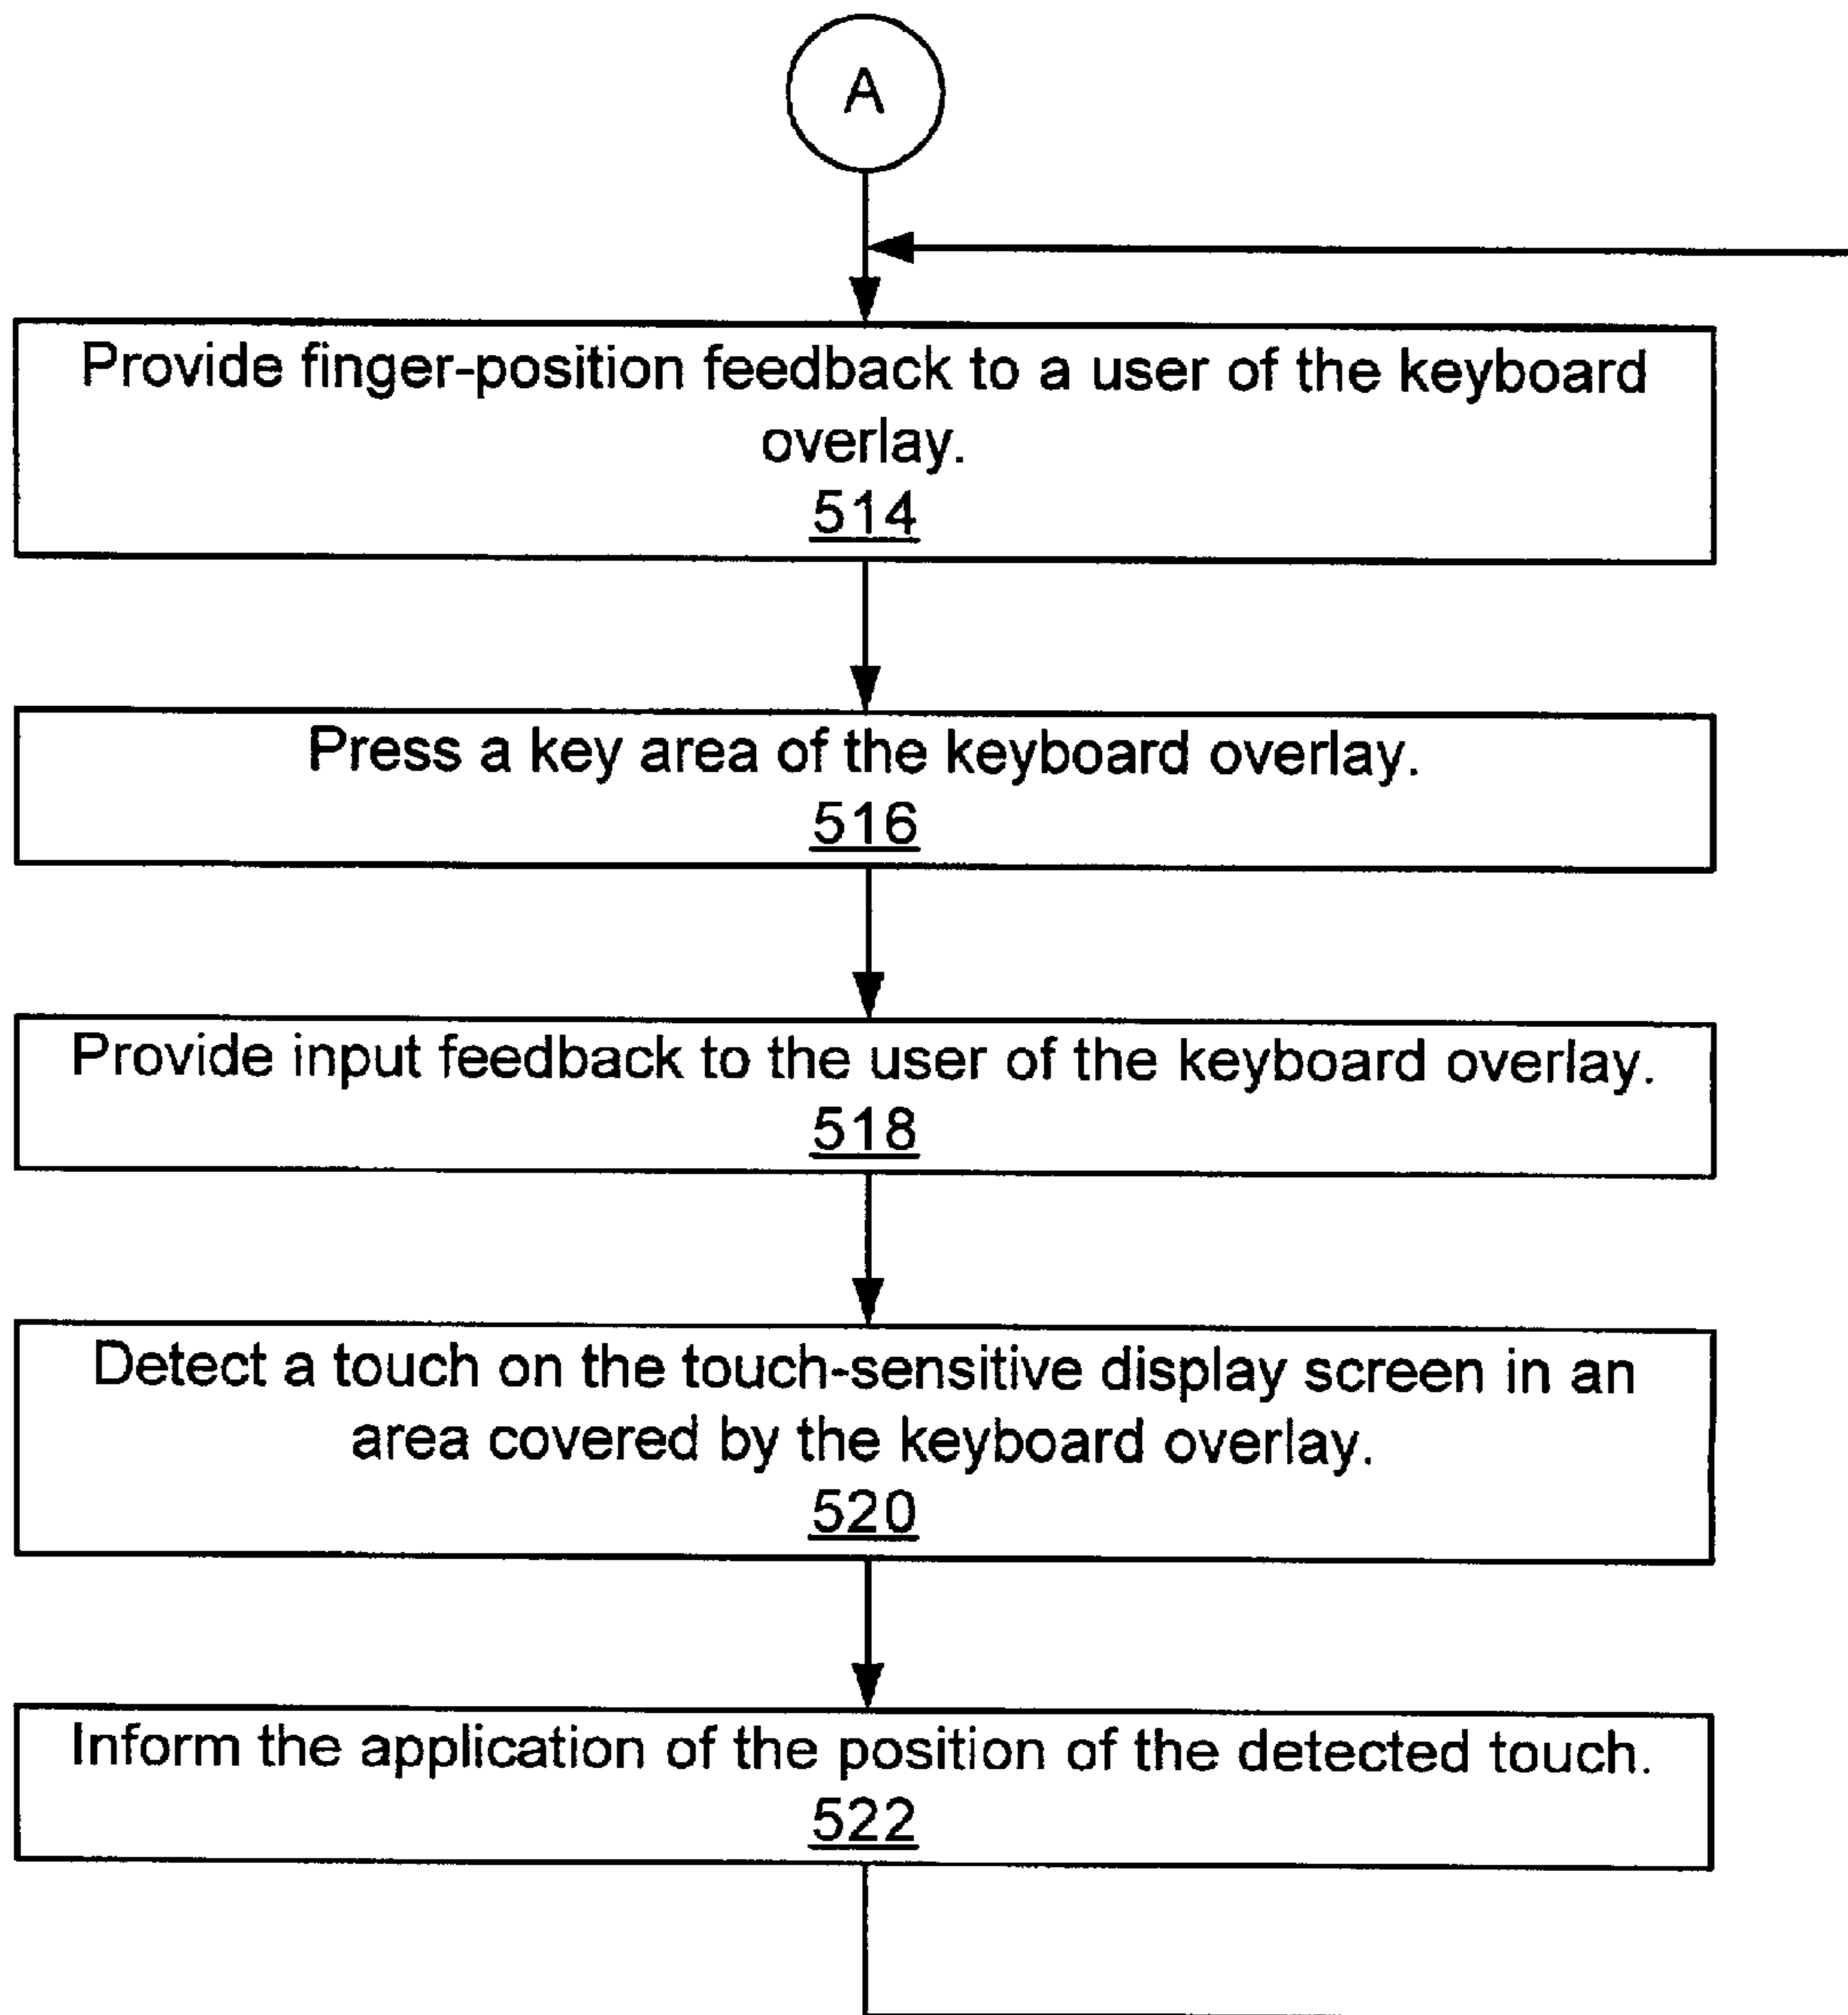 A
Provide finger-position feedback to a user of the keyboard
overlay.
514
Press a key area of the keyboard overlay.
516
Provide input feedback to the user of the keyboard overlay.
518
Detect a touch on the touch-sensitive display screen in an
area covered by the keyboard overlay.
520
Inform the application of the position of the detected touch.
522